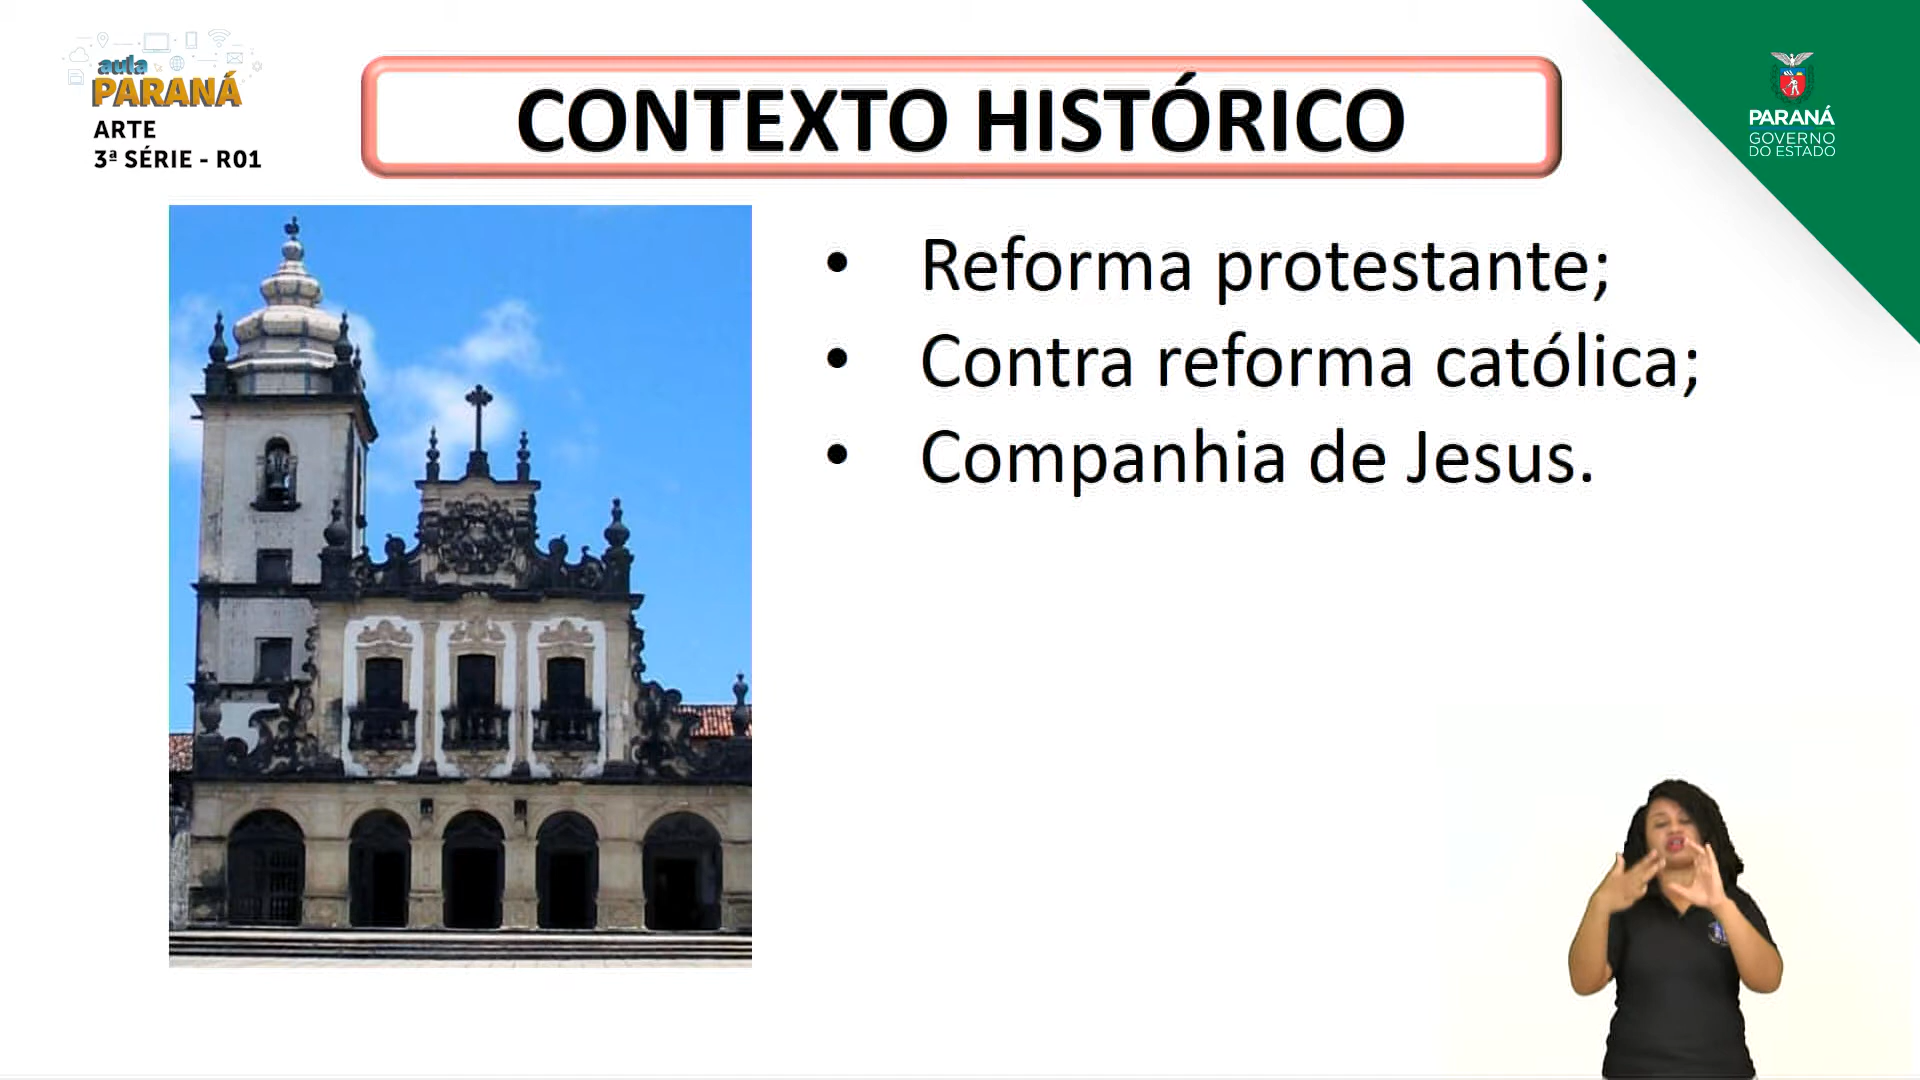 aula
PARANÁ
ARTE
3ª SÉRIE - R01
CONTEXTO HISTÓRICO
PARANÁ
GOVERNO
DO ESTADO
• Reforma protestante;
• Contra reforma católica;
• Companhia de Jesus.